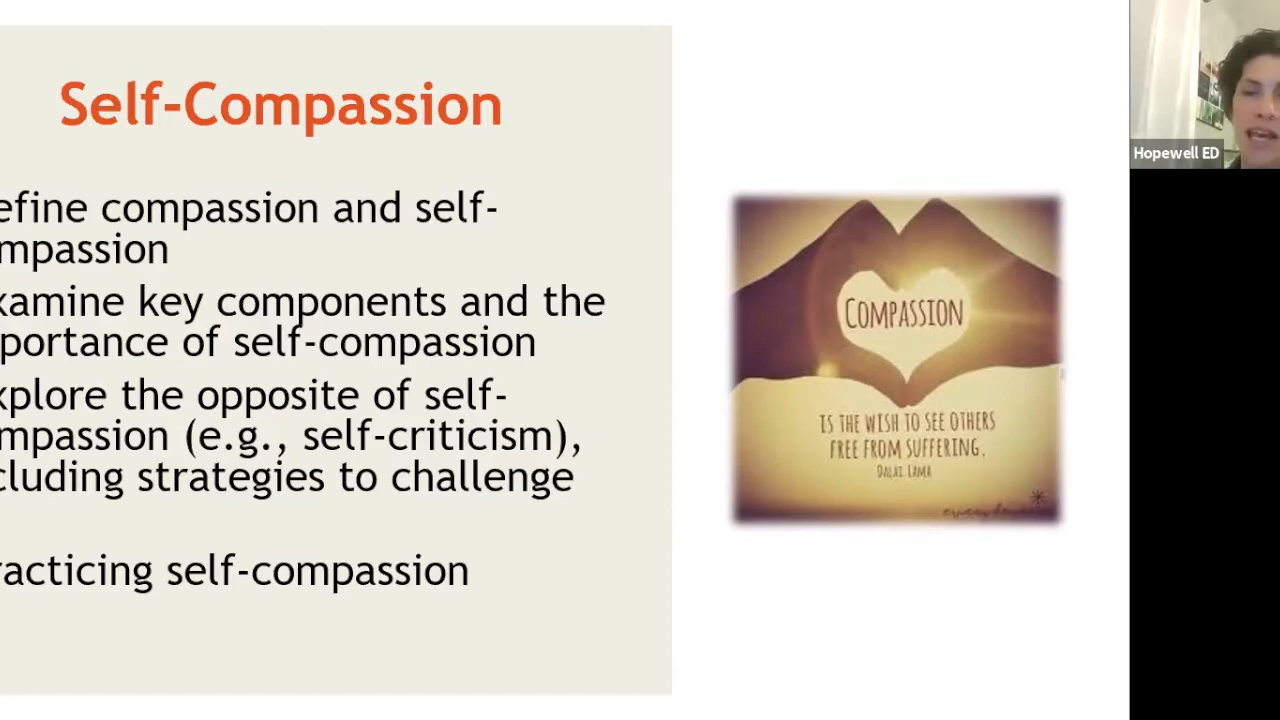 Self-Compassion
efine compassion and self-
mpassion
xamine key components and the
portance of self-compassion
xplore the opposite of self-
mpassion (e.g., self-criticism),
cluding strategies to challenge
racticing self-compassion
COMPASSION
IS THE WISH TO SEE OTHERS
FREE FROM SUFFERING.
DALAI LAMA
Hopewell ED